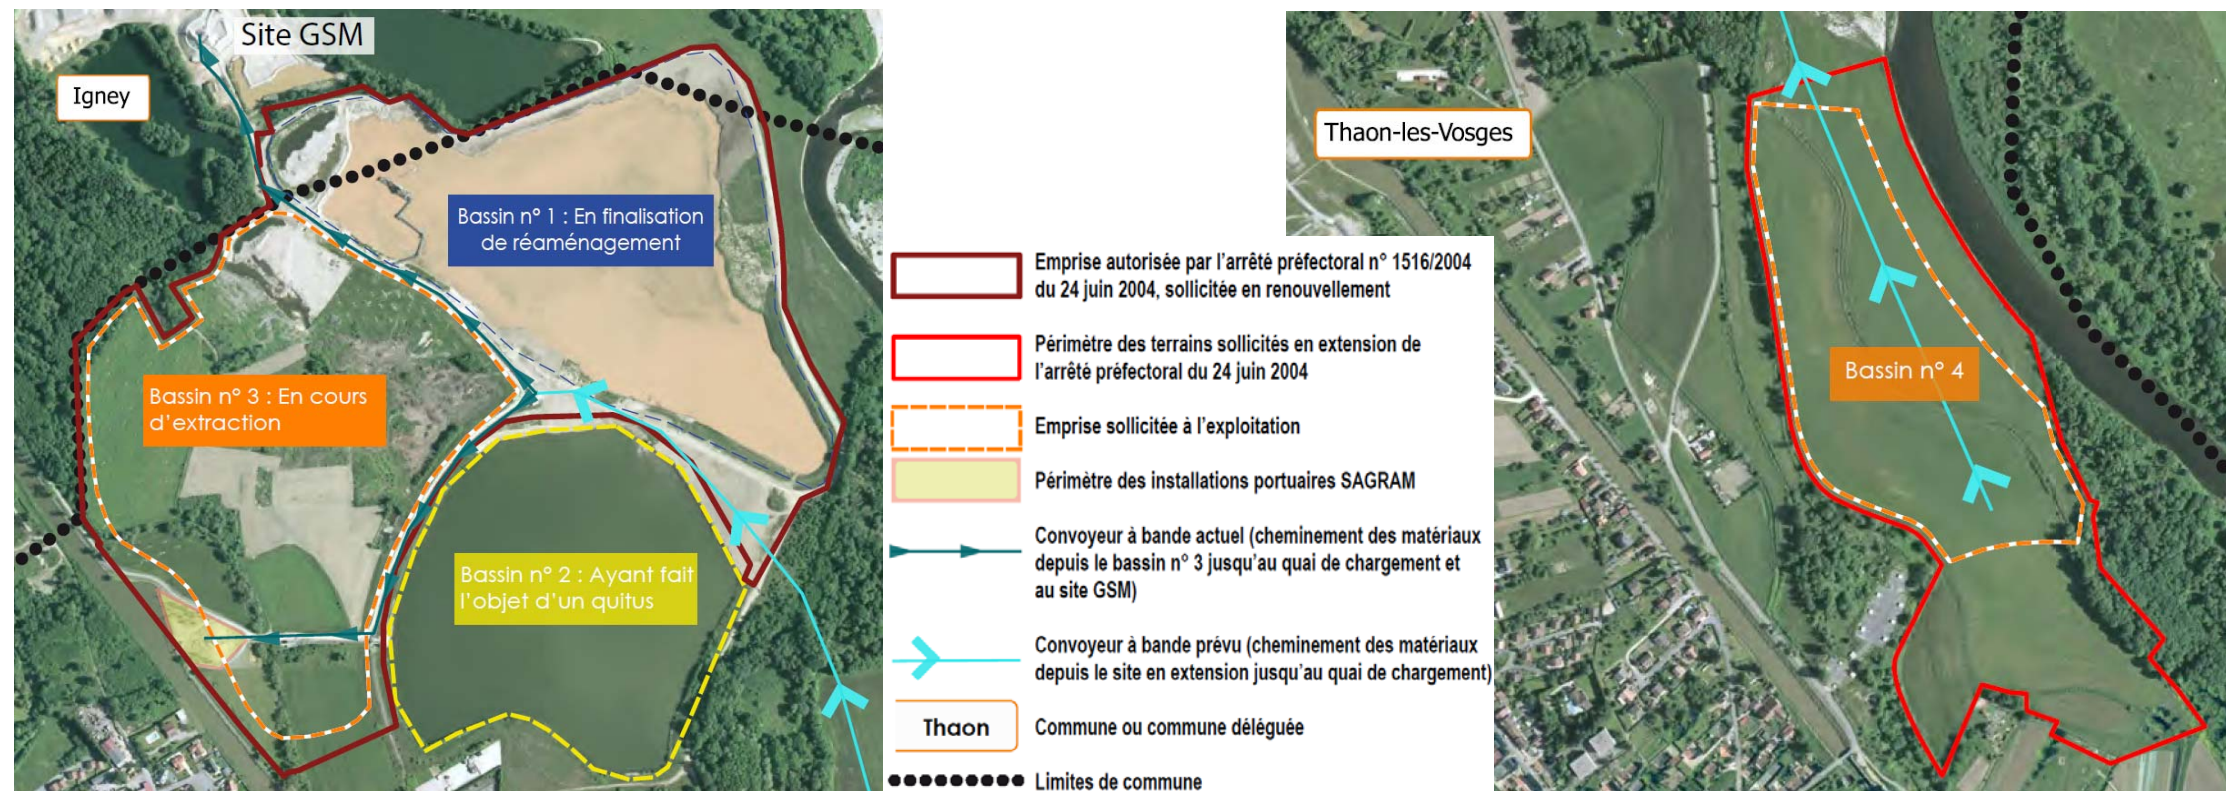 Site GSM
Igney
Bassin n° 1 : En finalisation
de réaménagement
Bassin n° 3 : En cours
d'extraction
Bassin n° 2 : Ayant fait
l'objet d'un quitus
Emprise autorisée par l'arrêté préfectoral n° 1516/2004
du 24 juin 2004, sollicitée en renouvellement
Périmètre des terrains sollicités en extension de
l'arrêté préfectoral du 24 juin 2004
Emprise sollicitée à l'exploitation
Périmètre des installations portuaires SAGRAM
Convoyeur à bande actuel (cheminement des matériaux
depuis le bassin n° 3 jusqu'au quai de chargement et
au site GSM)
Convoyeur à bande prévu (cheminement des matériaux
depuis le site en extension jusqu'au quai de chargement)
Thaon
Commune ou commune déléguée
Limites de commune
Thaon-les-Vosges
Bassin n° 4